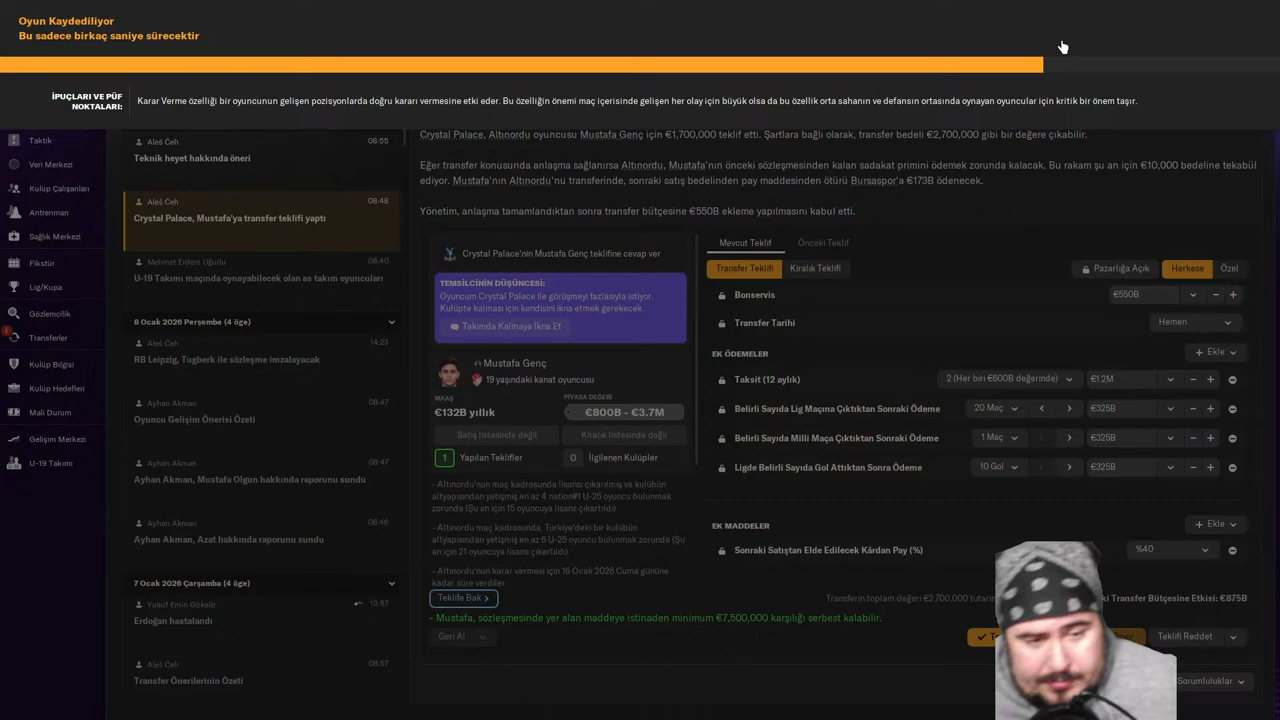 Oyun Kaydediliyor
Bu sadece birkaç saniye sürecektir
İPUÇLARI VE PÜF
NOKTALARI:
Karar Verme özelliği bir oyuncunun gelişen pozisyonlarda doğru kararı vermesine etki eder. Bu özelliğin önemi maç içerisinde gelişen her olay için büyük olsa da bu özellik orta sahanın ve defansın ortasında oynayan oyuncular için kritik bir önem taşır.
Taktik
Veri Merkezi
Kulüp Çalışanları
Antrenman
Sağlık Merkezi
Fikstür
Lig/Kupa
Gözlemcilik
1
Transferler
Kulüp Bilgisi
Kulüp Hedefleri
Mali Durum
Gelişim Merkezi
U-19 Takımı
Aleš Čeh 08:55
Teknik heyet hakkında öneri
Aleš Čeh 08:48
Crystal Palace, Mustafa'ya transfer teklifi yaptı
Mehmet Erdem Uğurlu 08:40
U-19 Takımı maçında oynayabilecek olan as takım oyuncuları
8 Ocak 2026 Perşembe (4 öge)
Aleš Čeh 14:23
RB Leipzig, Tugberk ile sözleşme imzalayacak
Ayhan Akman 08:47
Oyuncu Gelişim Önerisi Özeti
Ayhan Akman 08:47
Ayhan Akman, Mustafa Olgun hakkında raporunu sundu
Ayhan Akman 08:46
Ayhan Akman, Azat hakkında raporunu sundu
7 Ocak 2026 Çarşamba (4 öge)
Yusuf Emin Gökalp 13:57
Erdoğan hastalandı
Aleš Čeh 08:57
Transfer Önerilerinin Özeti
Crystal Palace, Altınordu oyuncusu Mustafa Genç için €1,700,000 teklif etti. Şartlara bağlı olarak, transfer bedeli €2,700,000 gibi bir değere çıkabilir.
Eğer transfer konusunda anlaşma sağlanırsa Altınordu, Mustafa'nın önceki sözleşmesinden kalan sadakat primini ödemek zorunda kalacak. Bu rakam şu an için €10,000 bedeline tekabül
ediyor. Mustafa'nın Altınordu'nu transferinde, sonraki satış bedelinden pay maddesinden ötürü Bursaspor'a €173B ödenecek.
Yönetim, anlaşma tamamlandıktan sonra transfer bütçesine €550B ekleme yapılmasını kabul etti.
Crystal Palace'nin Mustafa Genç teklifine cevap ver
TEMSİLCİNİN DÜŞÜNCESİ:
Oyuncum Crystal Palace ile görüşmeyi fazlasıyla istiyor.
Kulüpte kalması için kendisini ikna etmek gerekecek.
Takımda Kalmaya İkna Et
Mustafa Genç
19 yaşındaki kanat oyuncusu
MAAŞ PİYASA DEĞERİ
€132B yıllık €800B - €3.7M
Satış listesinde değil Kiralık listesinde değil
1 Yapılan Teklifler 0 İlgilenen Kulüpler
- Altınordu'nun maç kadrosunda lisansı çıkartılmış ve kulübün
altyapısından yetişmiş en az 4 nation#1 U-25 oyuncu bulunmak
zorunda (Şu an için 15 oyuncuya lisans çıkartıldı)
- Altınordu maç kadrosunda, Türkiye'deki bir kulübün
altyapısından yetişmiş en az 6 U-25 oyuncu bulunmak zorunda (Şu
an için 21 oyuncuya lisans çıkartıldı)
- Altınordu'nun karar vermesi için 16 Ocak 2026 Cuma gününe
kadar süre verdiler.
Teklife Bak
- Mustafa, sözleşmesinde yer alan maddeye istinaden minimum €7,500,000 karşılığı serbest kalabilir.
Geri Al
Mevcut Teklif Önceki Teklif
Transfer Teklifi Kiralık Teklifi Pazarlığa Açık Herkese Özel
Bonservis €550B
Transfer Tarihi Hemen
EK ÖDEMELER
Ekle
Taksit (12 aylık) 2 (Her biri €600B değerinde) €1.2M
Belirli Sayıda Lig Maçına Çıktıktan Sonraki Ödeme 20 Maç €325B
Belirli Sayıda Milli Maça Çıktıktan Sonraki Ödeme 1 Maç €325B
Ligde Belirli Sayıda Gol Attıktan Sonra Ödeme 10 Gol €325B
EK MADDELER
Ekle
Sonraki Satıştan Elde Edilecek Kârdan Pay (%) %40
Transferin toplam değeri €2,700,000 Transfer Bütçesine Etkisi: €875B
Teklifi Reddet
Sorumluluklar